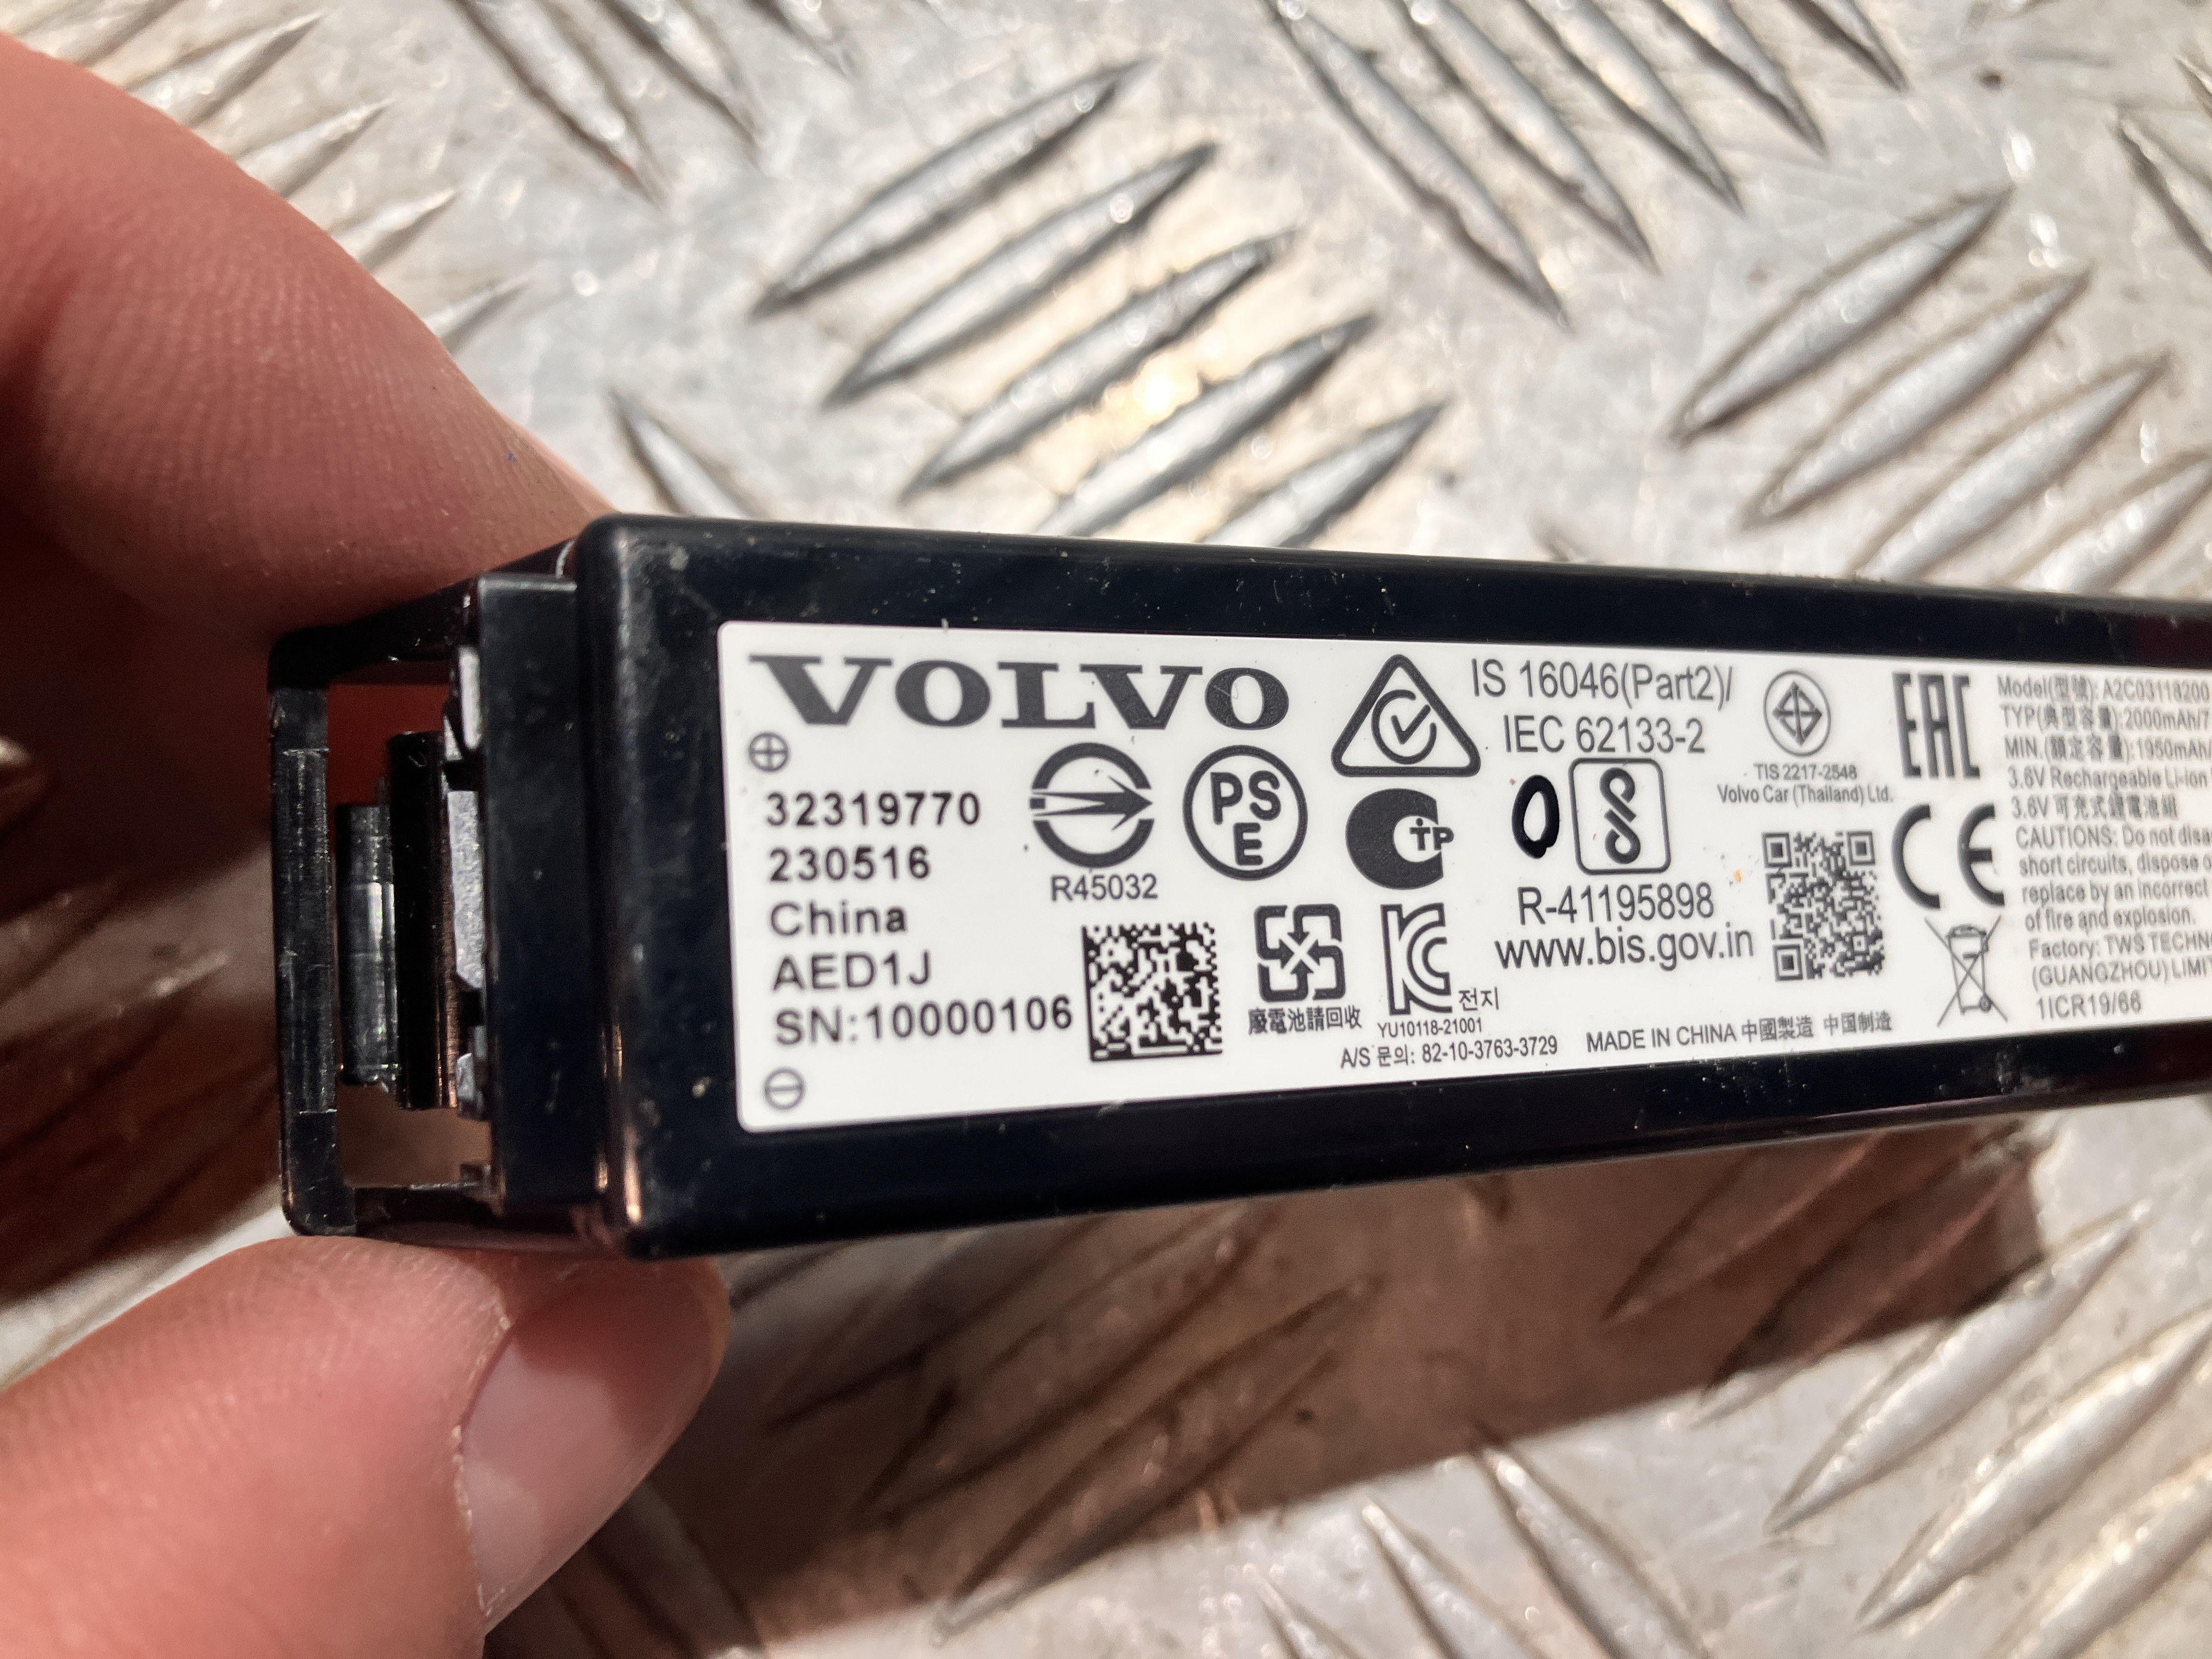 VOLVO
32319770
230516
China
AED1J
SN:10000106
R45032
PS
E
廢電池請回收
TP
전지
YU10118-21001
A/S 문의: 82-10-3763-3729
IS 16046(Part2)/
IEC 62133-2
R-41195898
www.bis.gov.in
TIS 2217-2548
Volvo Car (Thailand) Ltd.
MADE IN CHINA 中國製造 中国制造
EAC
CE
Model(型號): A2C03118200
TYP(典型容量):2000mAh/
MIN.(額定容量):1950mAh/
3.6V Rechargeable Li-ion
3.6V 可充式鋰電池組
CAUTIONS: Do not
short circuits, dispose
replace by an incorrect
of fire and explosion.
Factory: TWS
(GUANGZHOU)
1ICR19/66